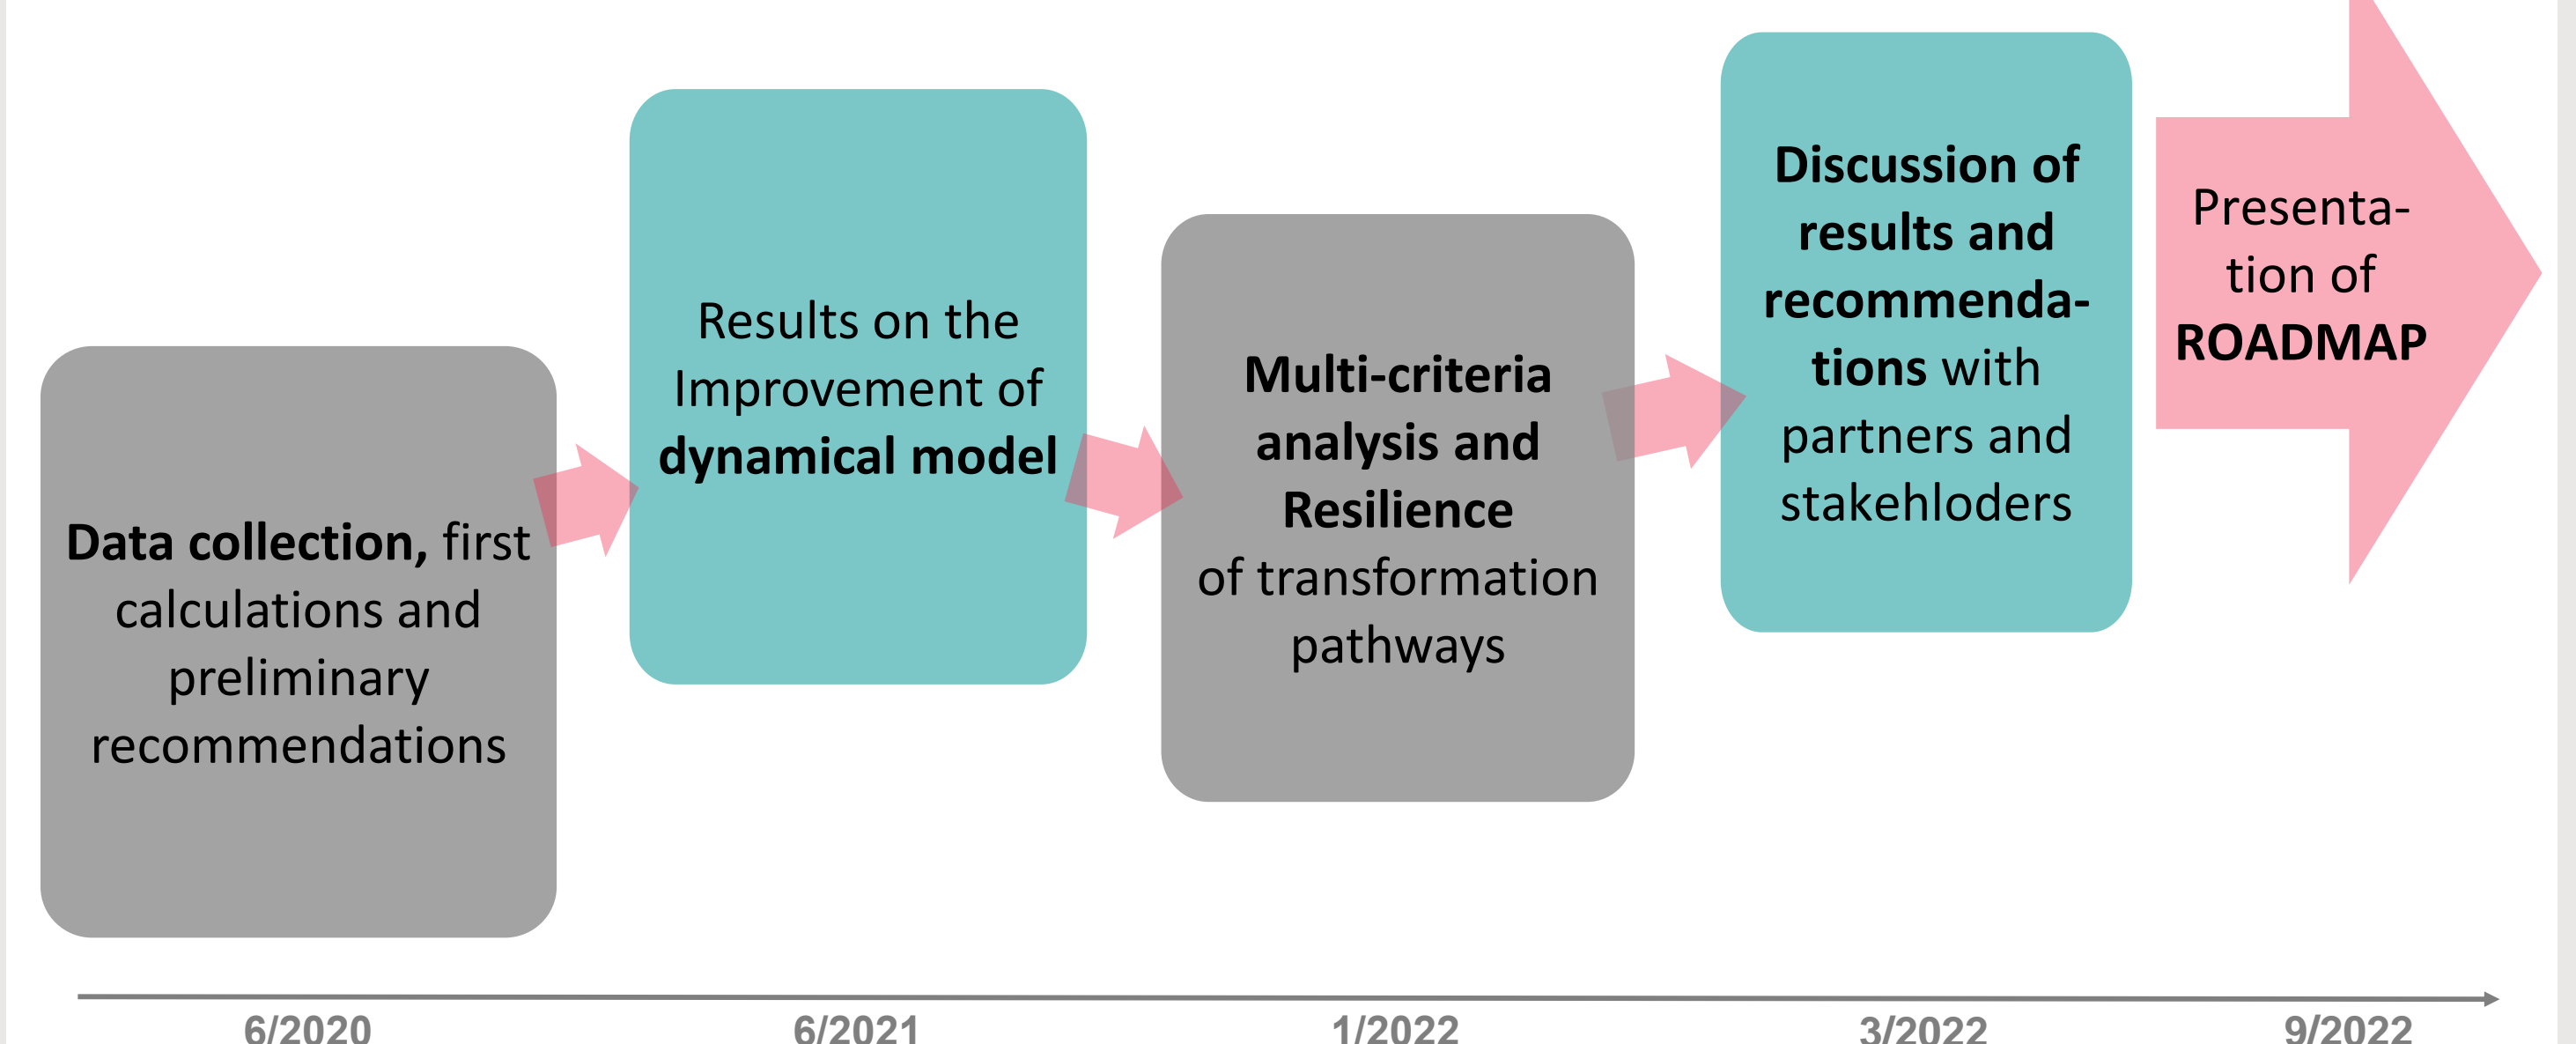 Data collection, first
calculations and
preliminary
recommendations
Results on the
Improvement of
dynamical model
Multi-criteria
analysis and
Resilience
of transformation
pathways
Discussion of
results and
recommenda-
tions with
partners and
stakehloders
Presenta-
tion of
ROADMAP
6/2020
6/2021
1/2022
3/2022
9/2022